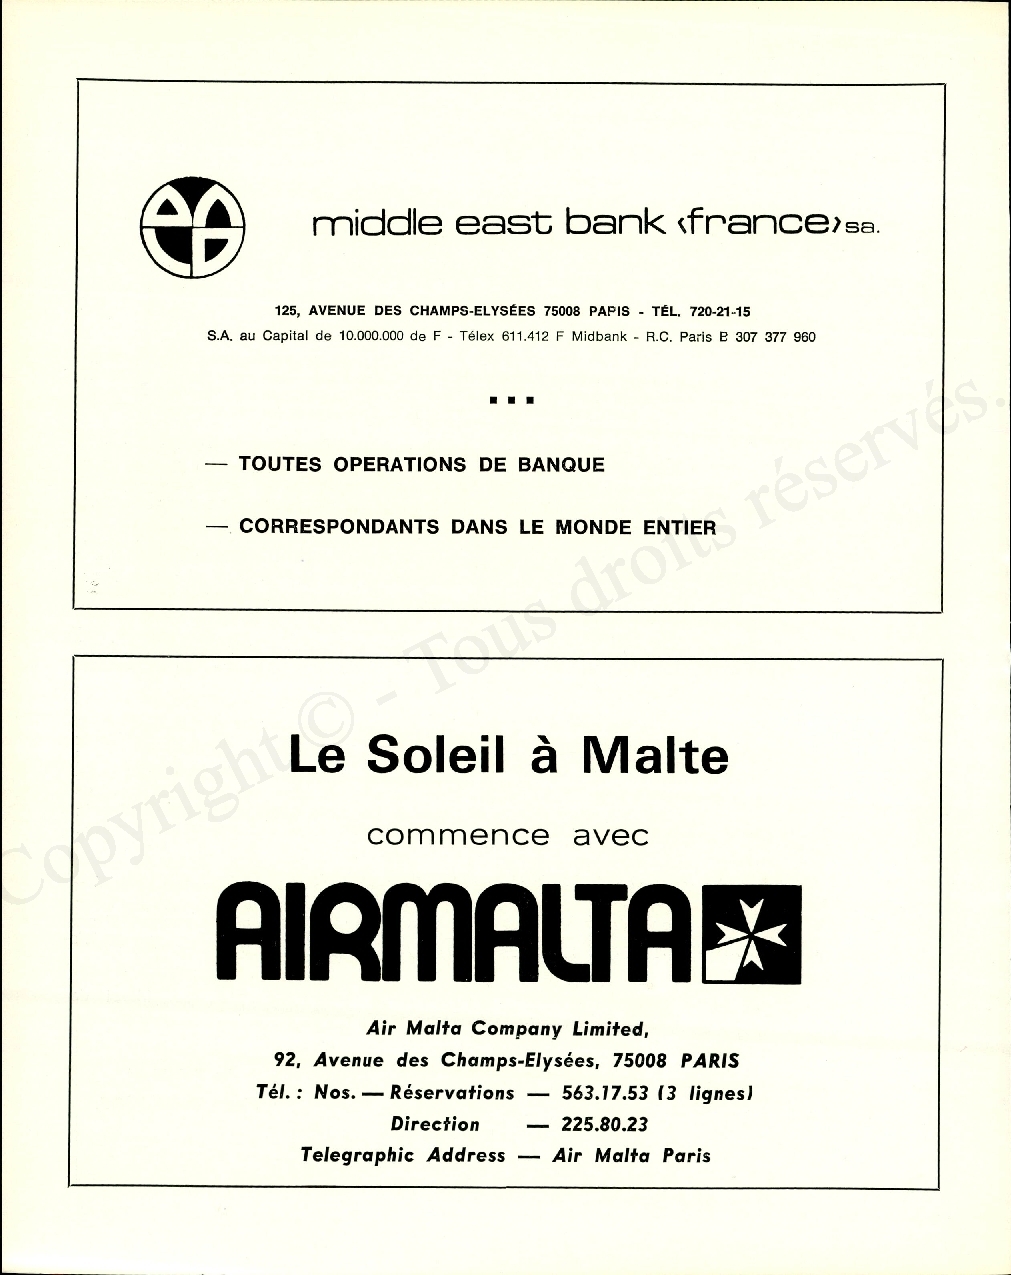 middle east bank ‹france› sa.
125, AVENUE DES CHAMPS-ELYSÉES 75008 PAPIS - TÉL. 720-21-15
S.A. au Capital de 10.000.000 de F - Télex 611.412 F Midbank - R.C. Paris B 307 377 960
— TOUTES OPERATIONS DE BANQUE
— CORRESPONDANTS DANS LE MONDE ENTIER
Copyright © - Tous droits réservés.
Le Soleil à Malte
commence avec
AIRMALTA
Air Malta Company Limited,
92, Avenue des Champs-Elysées, 75008 PARIS
Tél. : Nos. — Réservations — 563.17.53 (3 lignes)
Direction — 225.80.23
Telegraphic Address — Air Malta Paris